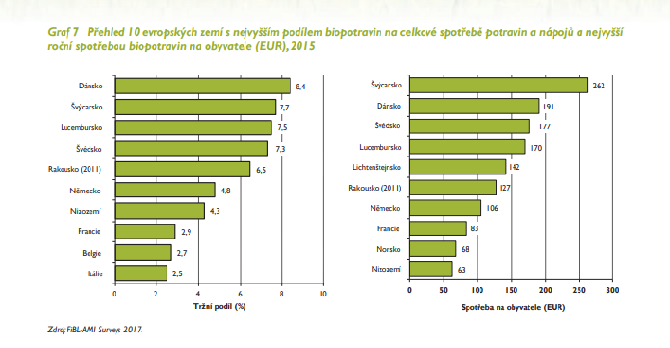 Graf 7 Přehled 10 evropských zemí s nejvyšším podílem biopotravin na celkové spotřebě potravin a nápojů a nejvyšší
roční spotřebou biopotravin na obyvatele (EUR), 2015
Dánsko 8,4
Švýcarsko 7,7
Lucembursko 7,5
Švédsko 7,3
Rakousko (2011) 6,5
Německo 4,8
Nizozemí 4,3
Francie 2,9
Belgie 2,7
Itálie 2,5
0 2 4 6 8 10
Tržní podíl (%)
Švýcarsko 262
Dánsko 191
Švédsko 177
Lucembursko 170
Lichtenštejnsko 142
Rakousko (2011) 127
Německo 106
Francie 83
Norsko 68
Nizozemí 63
0 50 100 150 200 250 300
Spotřeba na obyvatele (EUR)
Zdroj FiBL-AMI Surveys 2017.